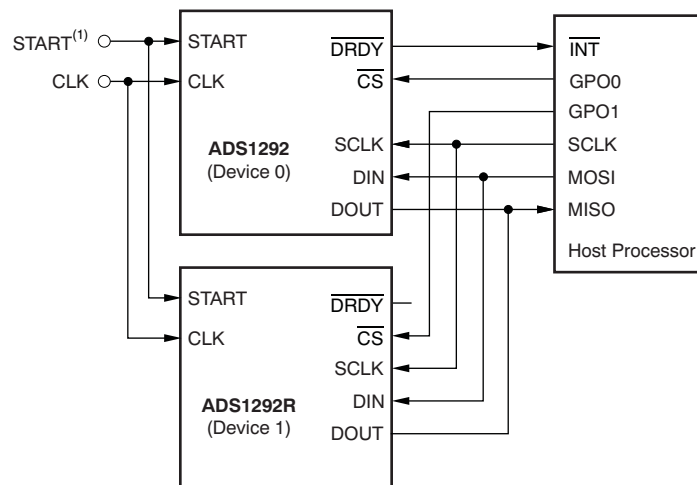 START(1)
CLK
START
CLK
ADS1292
(Device 0)
DRDY
CS
SCLK
DIN
DOUT
INT
GPO0
GPO1
SCLK
MOSI
MISO
Host Processor
START
CLK
ADS1292R
(Device 1)
DRDY
CS
SCLK
DIN
DOUT